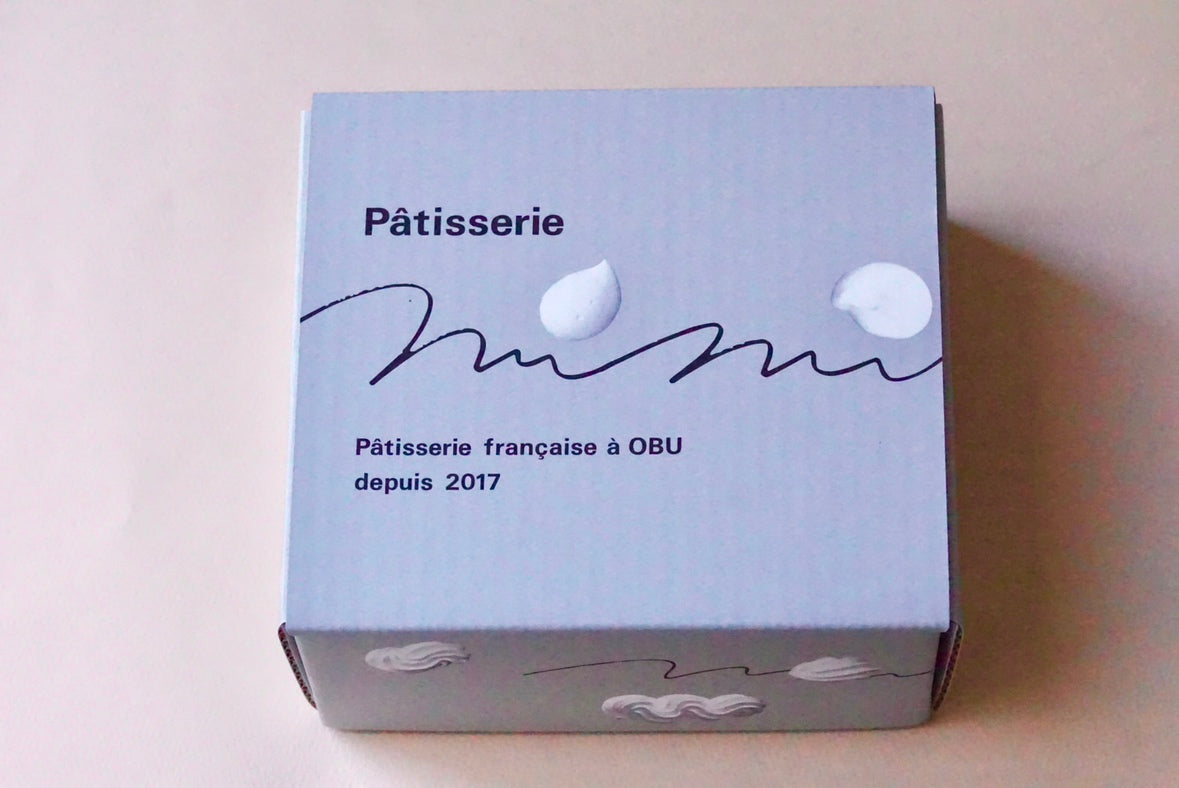 Pâtisserie
mimi
Pâtisserie française à OBU
depuis 2017